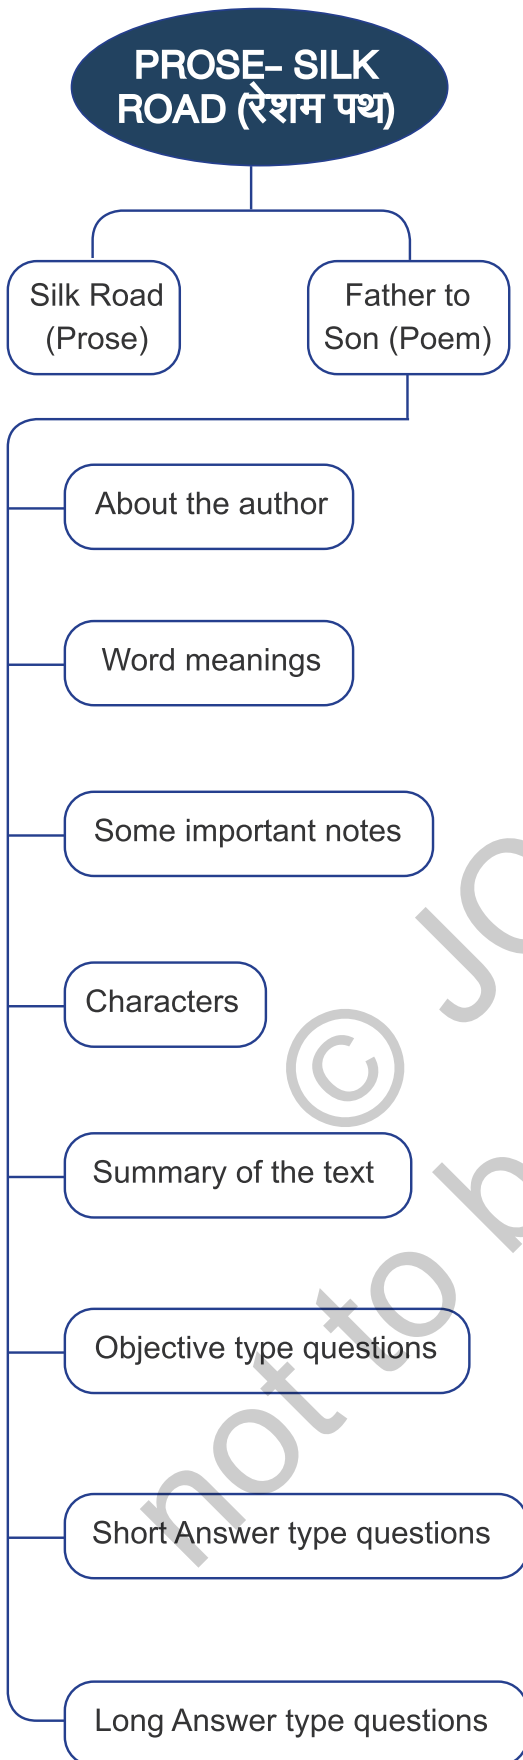 PROSE– SILK
ROAD (रेशम पथ)
Silk Road
(Prose)
Father to
Son (Poem)
About the author
Word meanings
Some important notes
Characters
Summary of the text
Objective type questions
Short Answer type questions
Long Answer type questions
© JC
not to b